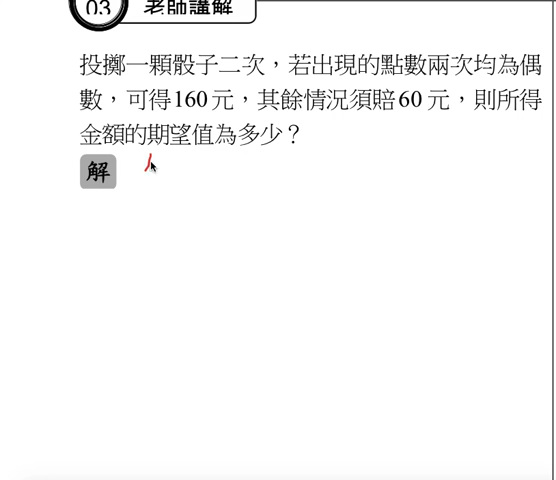 03 老師講解
投擲一顆骰子二次，若出現的點數兩次均為偶
數，可得160元，其餘情況須賠60元，則所得
金額的期望值為多少？
解